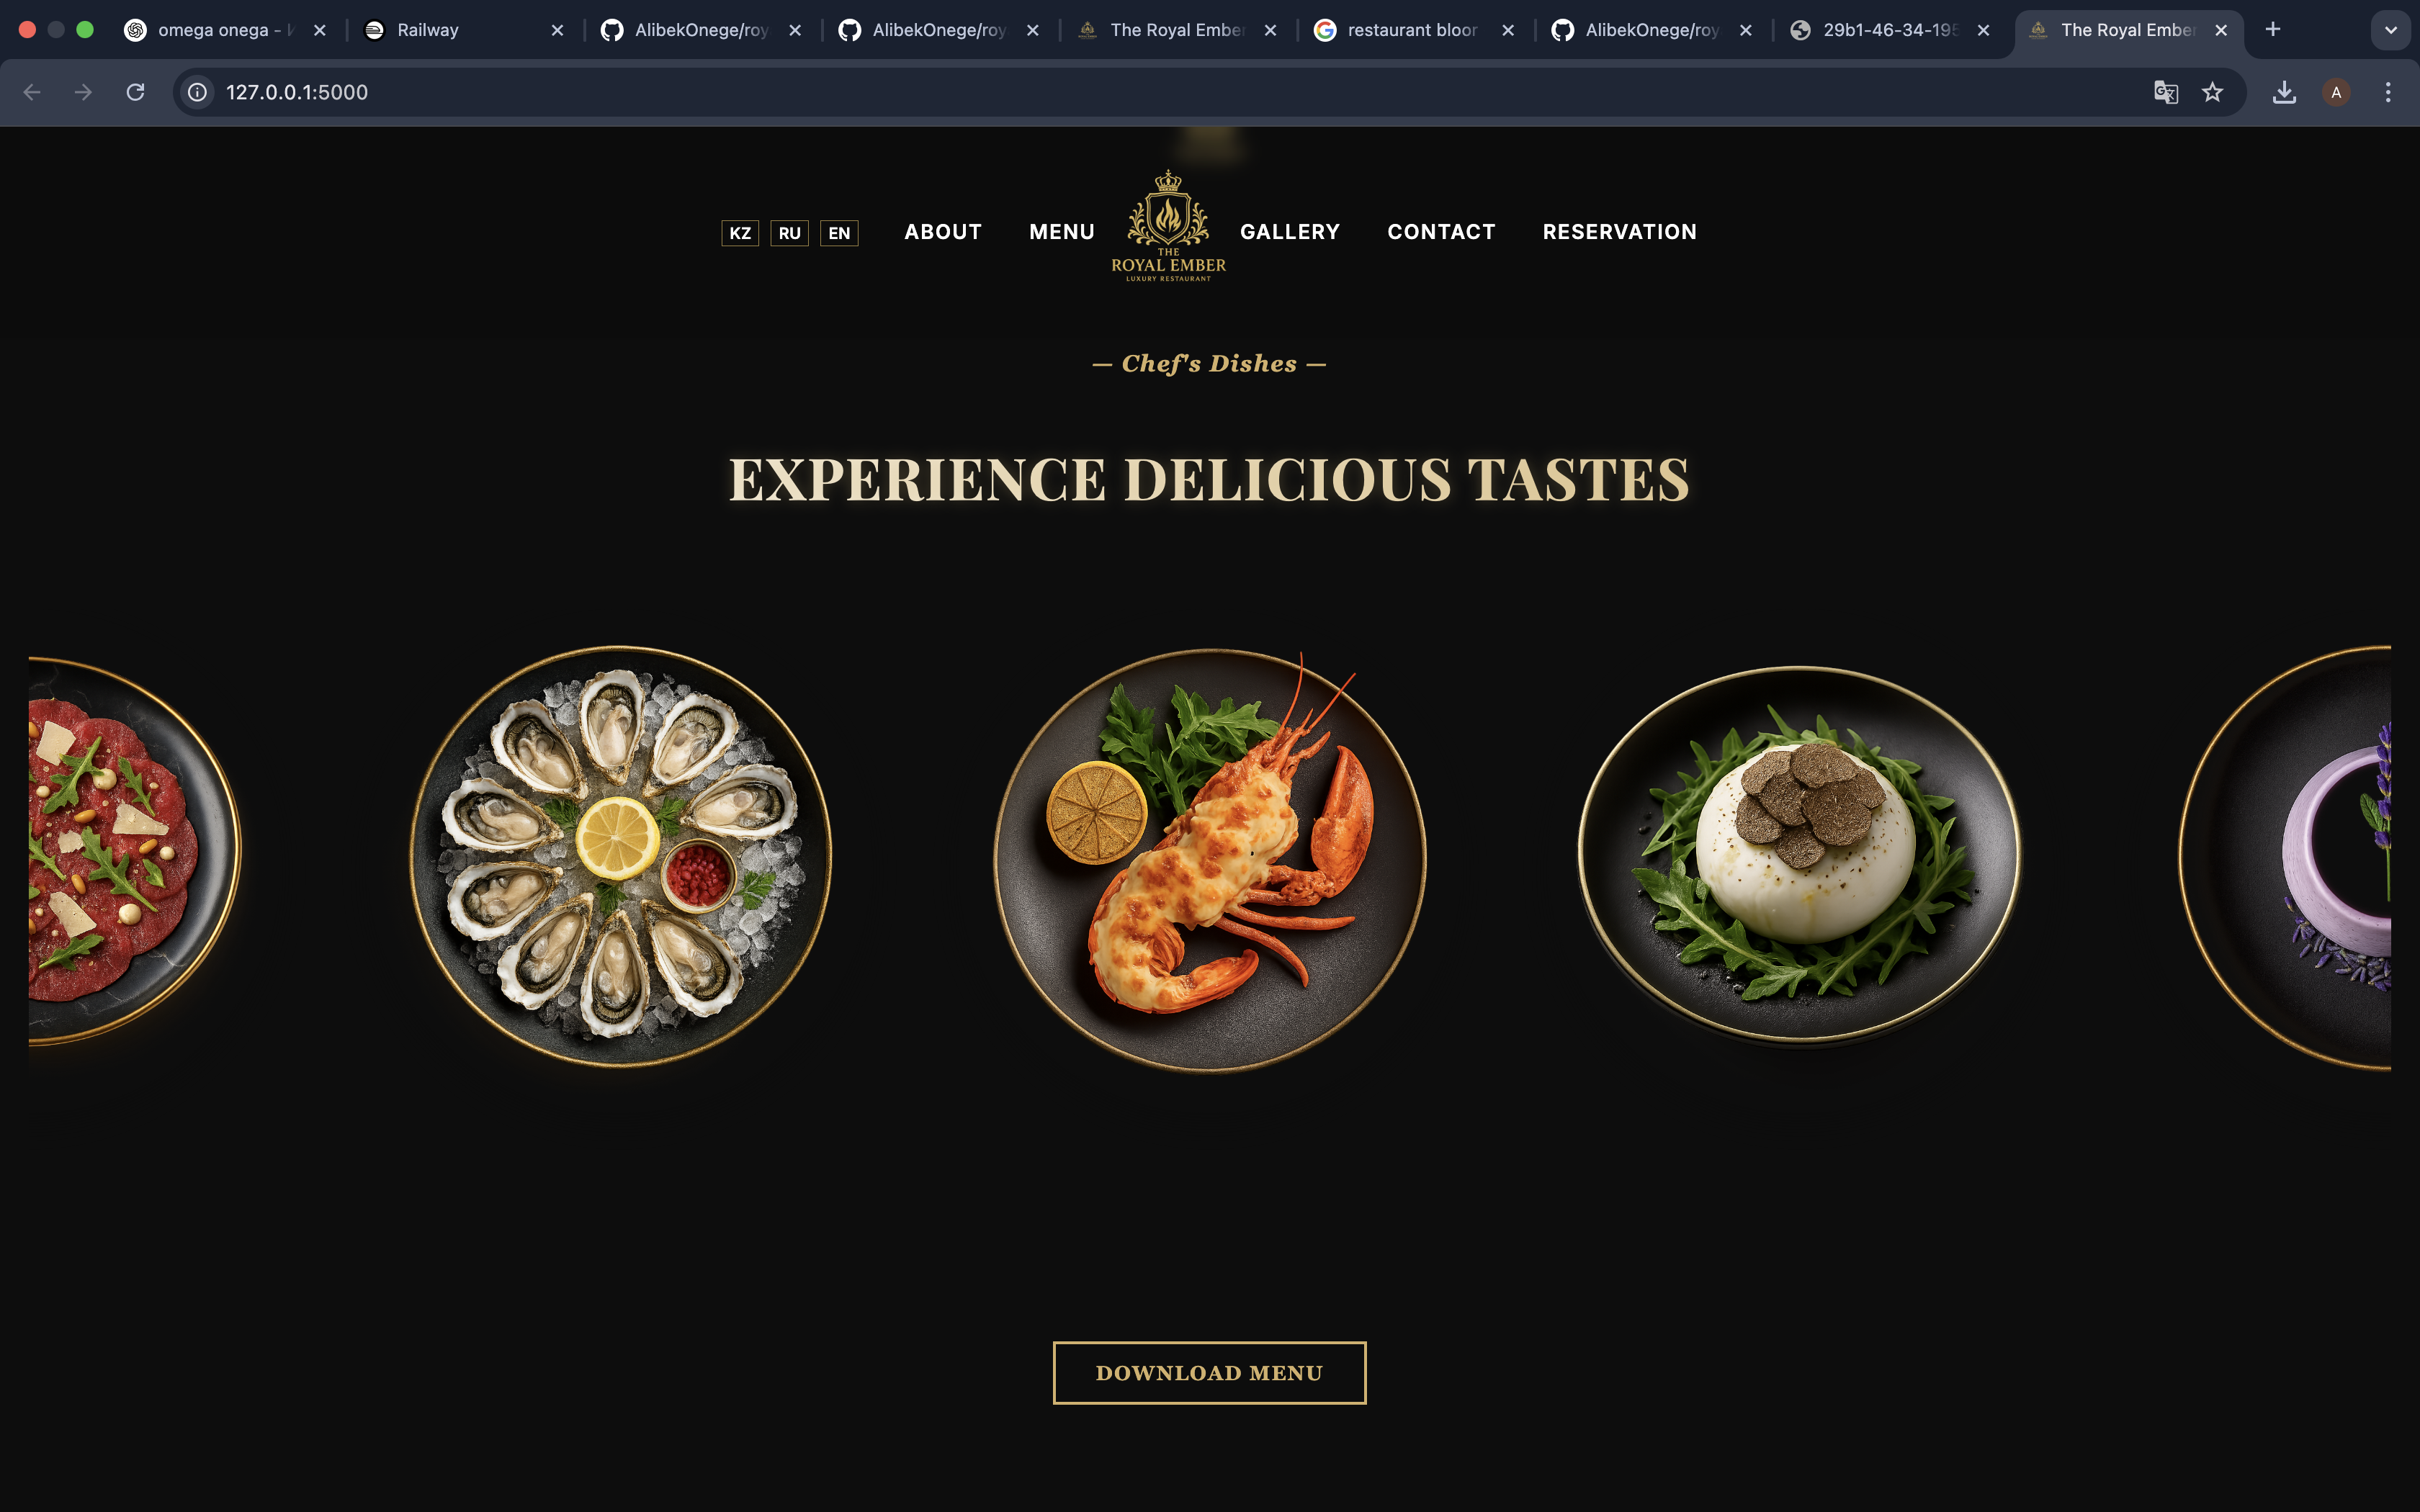 omega onega -
Railway
AlibekOnege/roy
AlibekOnege/roy
The Royal Ember
restaurant bloor
AlibekOnege/roy
29b1-46-34-195
The Royal Ember
127.0.0.1:5000
A
KZ RU EN ABOUT MENU
THE
ROYAL EMBER
LUXURY RESTAURANT
GALLERY CONTACT RESERVATION
— Chef's Dishes —
EXPERIENCE DELICIOUS TASTES
DOWNLOAD MENU